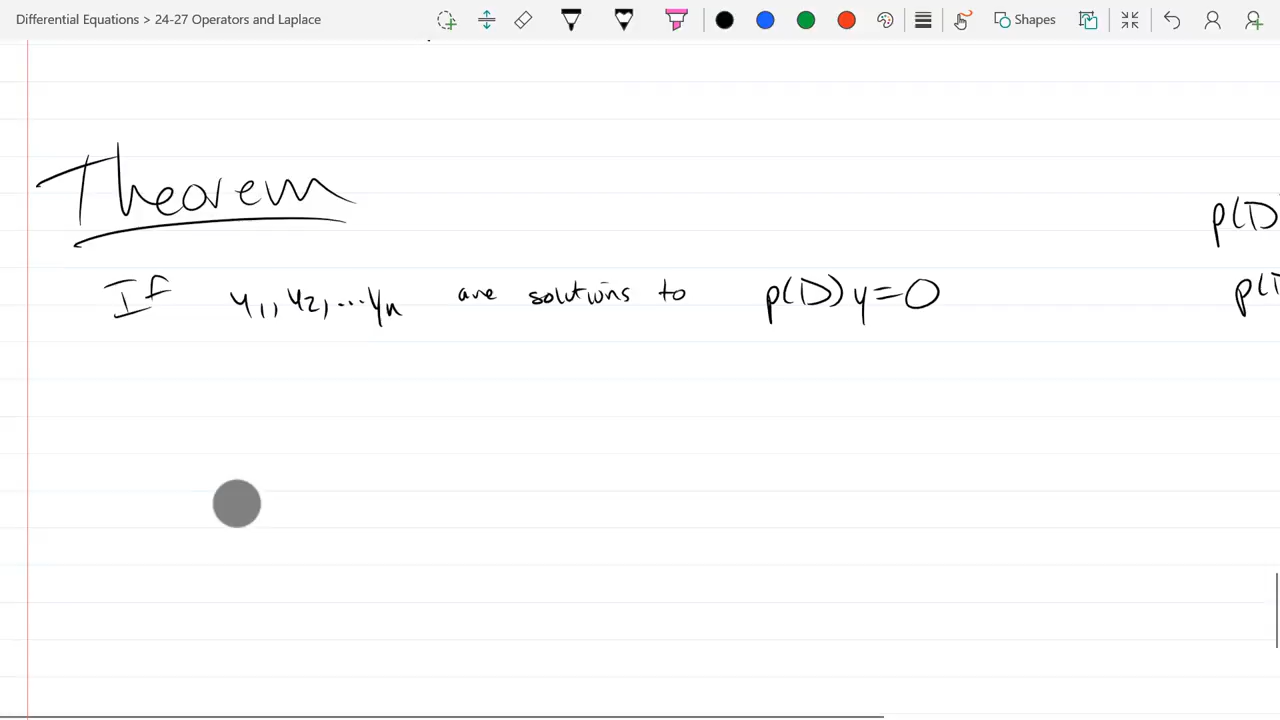 Differential Equations > 24-27 Operators and Laplace
Shapes
Theorem
p(D)
If y₁, y₂, ... yₙ are solutions to p(D)y=0